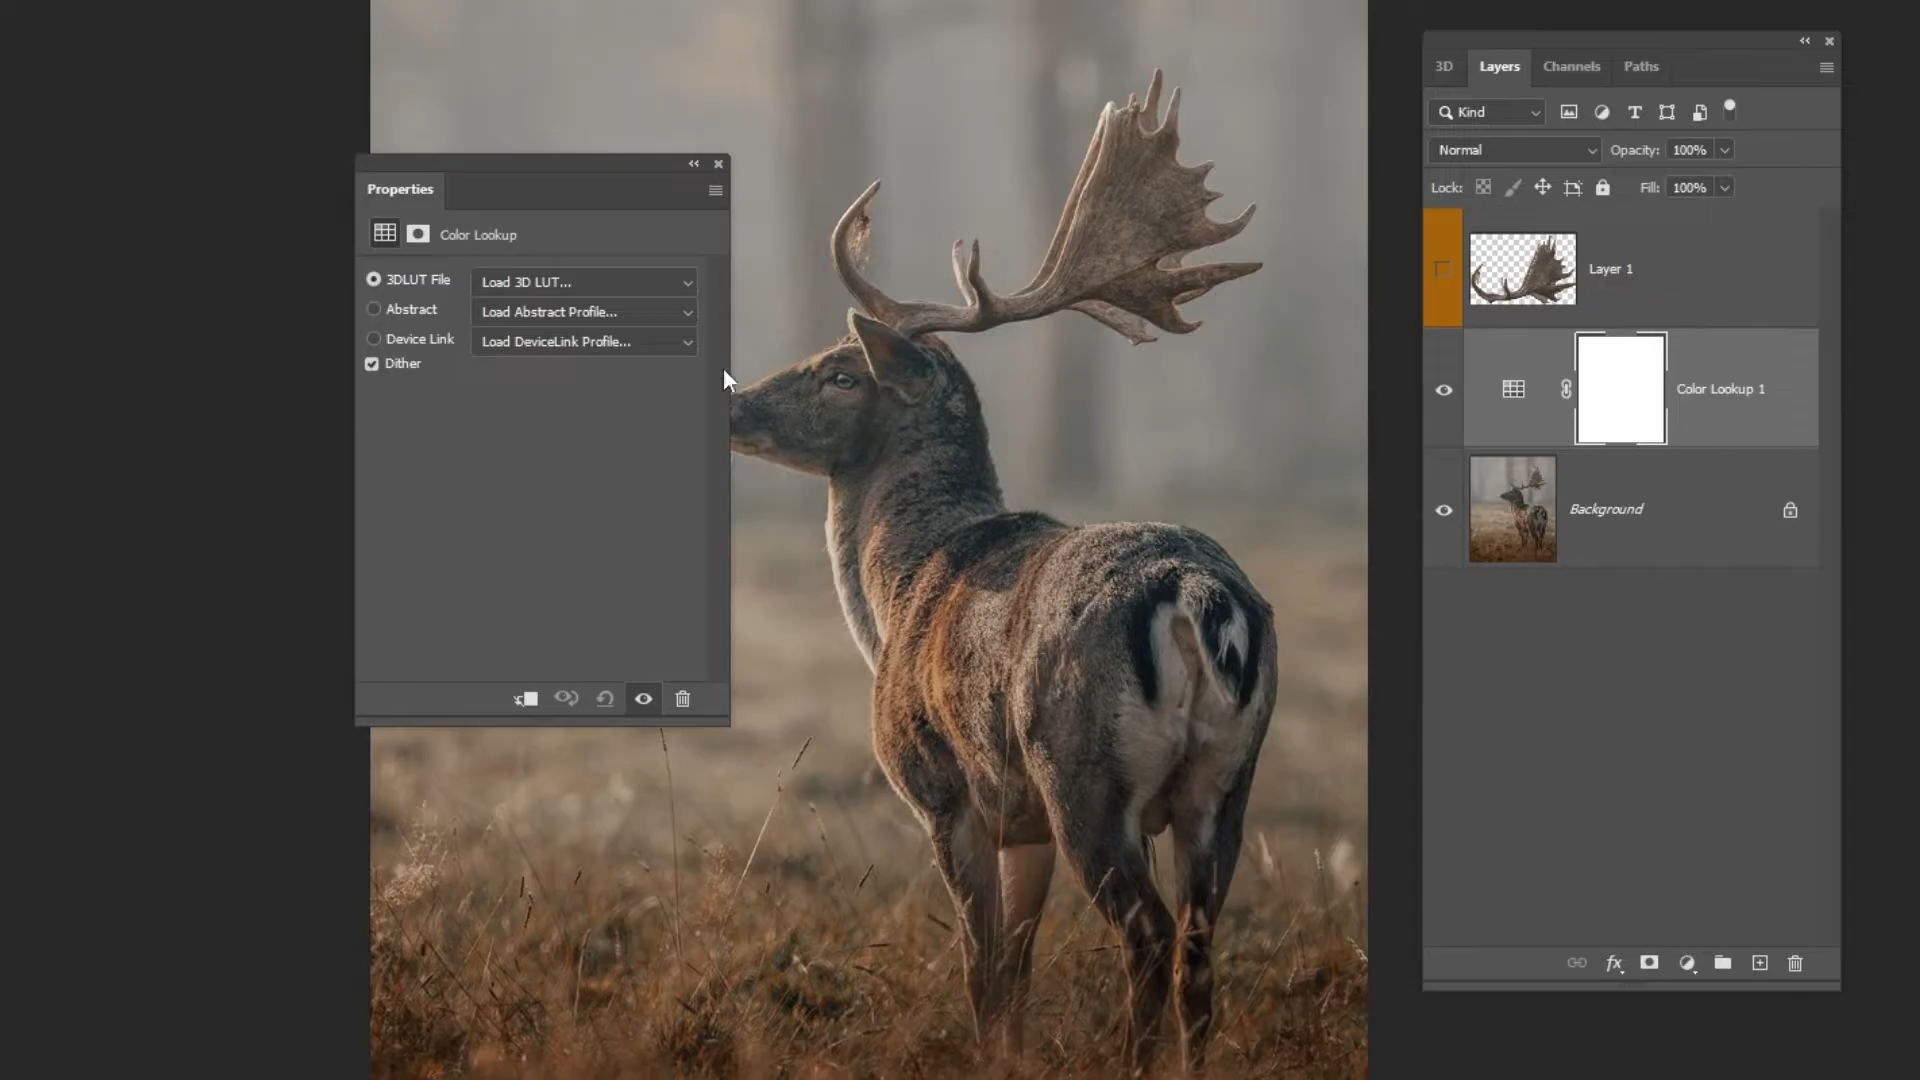 3D
Layers
Channels
Paths
Kind
Normal
Opacity: 100%
Lock:
Fill: 100%
Layer 1
Color Lookup 1
Background
fx
Properties
Color Lookup
3DLUT File
Load 3D LUT...
Abstract
Load Abstract Profile...
Device Link
Load DeviceLink Profile...
Dither